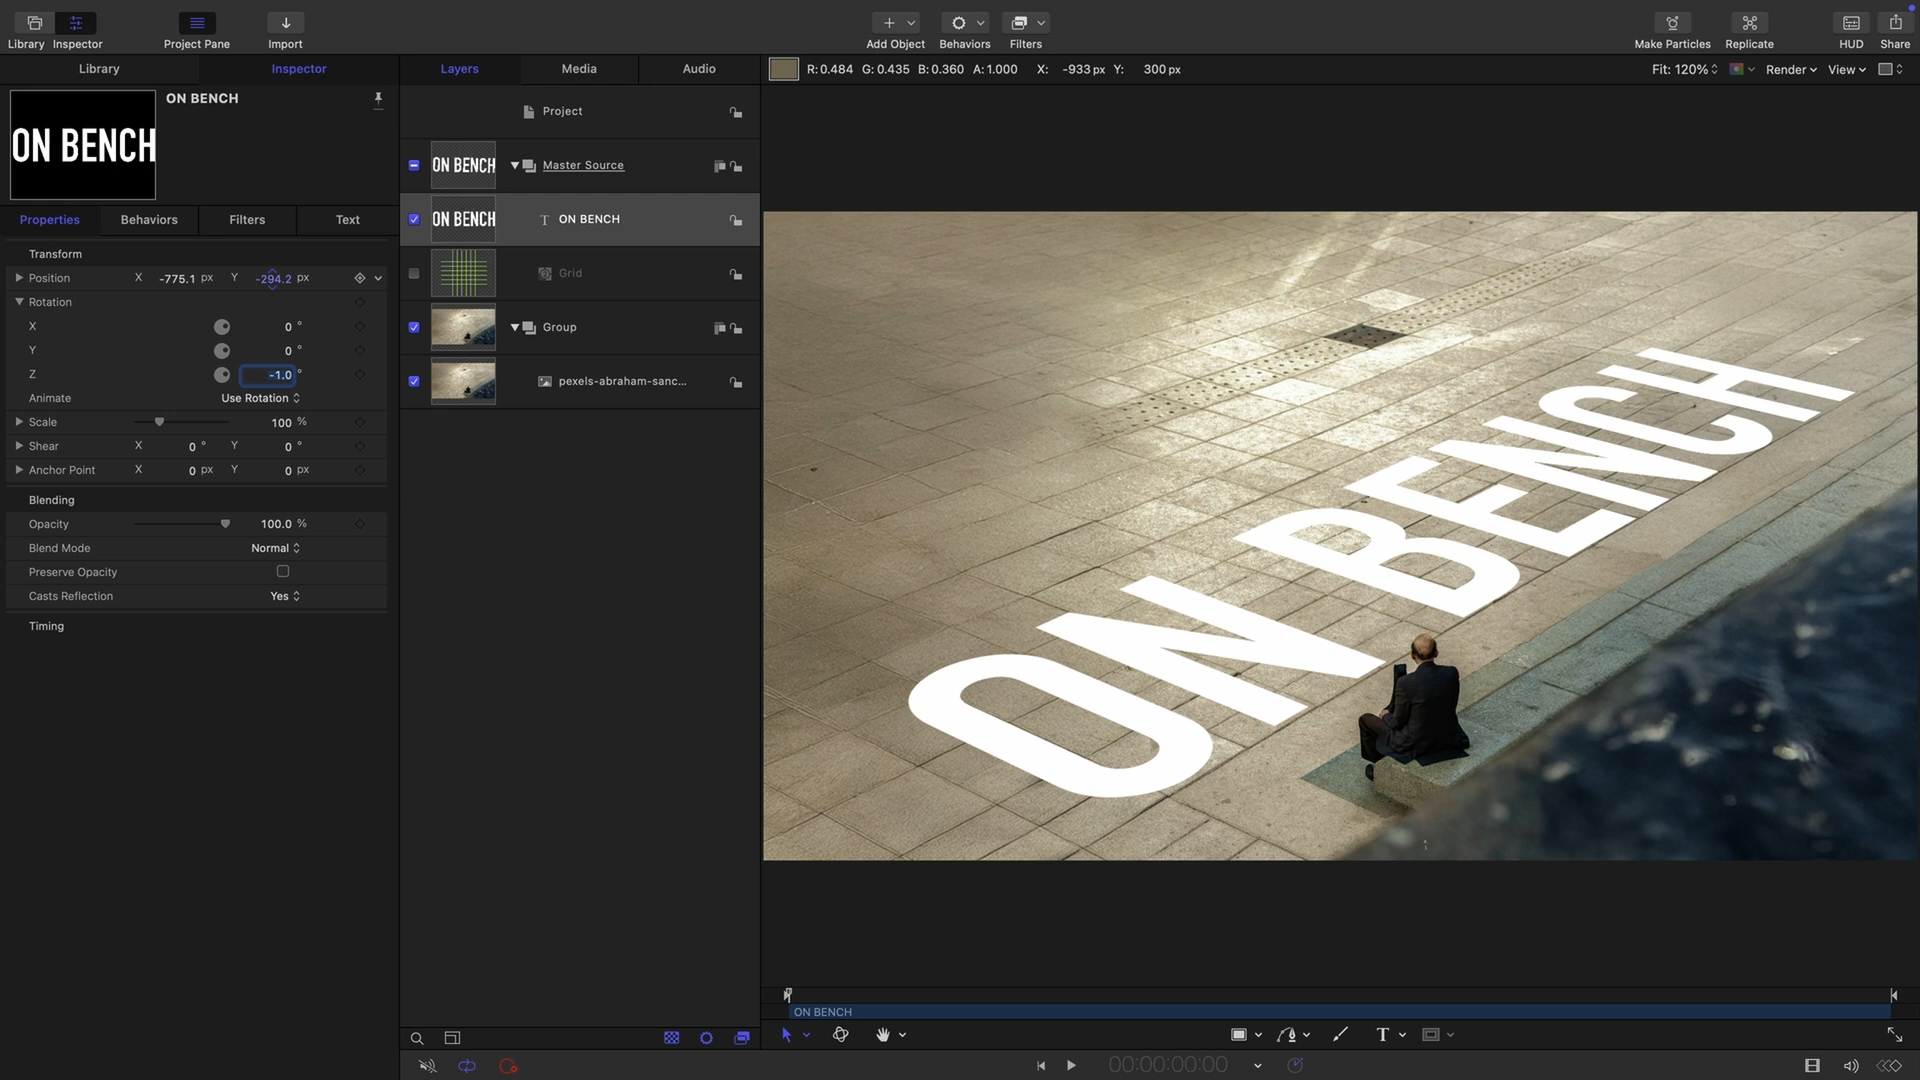 Library
Inspector
Project Pane
Import
Add Object
Behaviors
Filters
Make Particles
Replicate
HUD
Share
Library
Inspector
Layers
Media
Audio
R: 0.484 G: 0.435 B: 0.360 A: 1.000 X: -933 px Y: 300 px
Fit: 120%
Render
View
ON BENCH
ON BENCH
Properties
Behaviors
Filters
Text
Transform
Position X -775.1 px Y -294.2 px
Rotation
X 0 °
Y 0 °
Z -1.0 °
Animate Use Rotation
Scale 100 %
Shear X 0 ° Y 0 °
Anchor Point X 0 px Y 0 px
Blending
Opacity 100.0 %
Blend Mode Normal
Preserve Opacity
Casts Reflection Yes
Timing
Project
ON BENCH Master Source
ON BENCH T ON BENCH
Grid
Group
pexels-abraham-sanc...
ON BENCH
ON BENCH
T
00:00:00:00